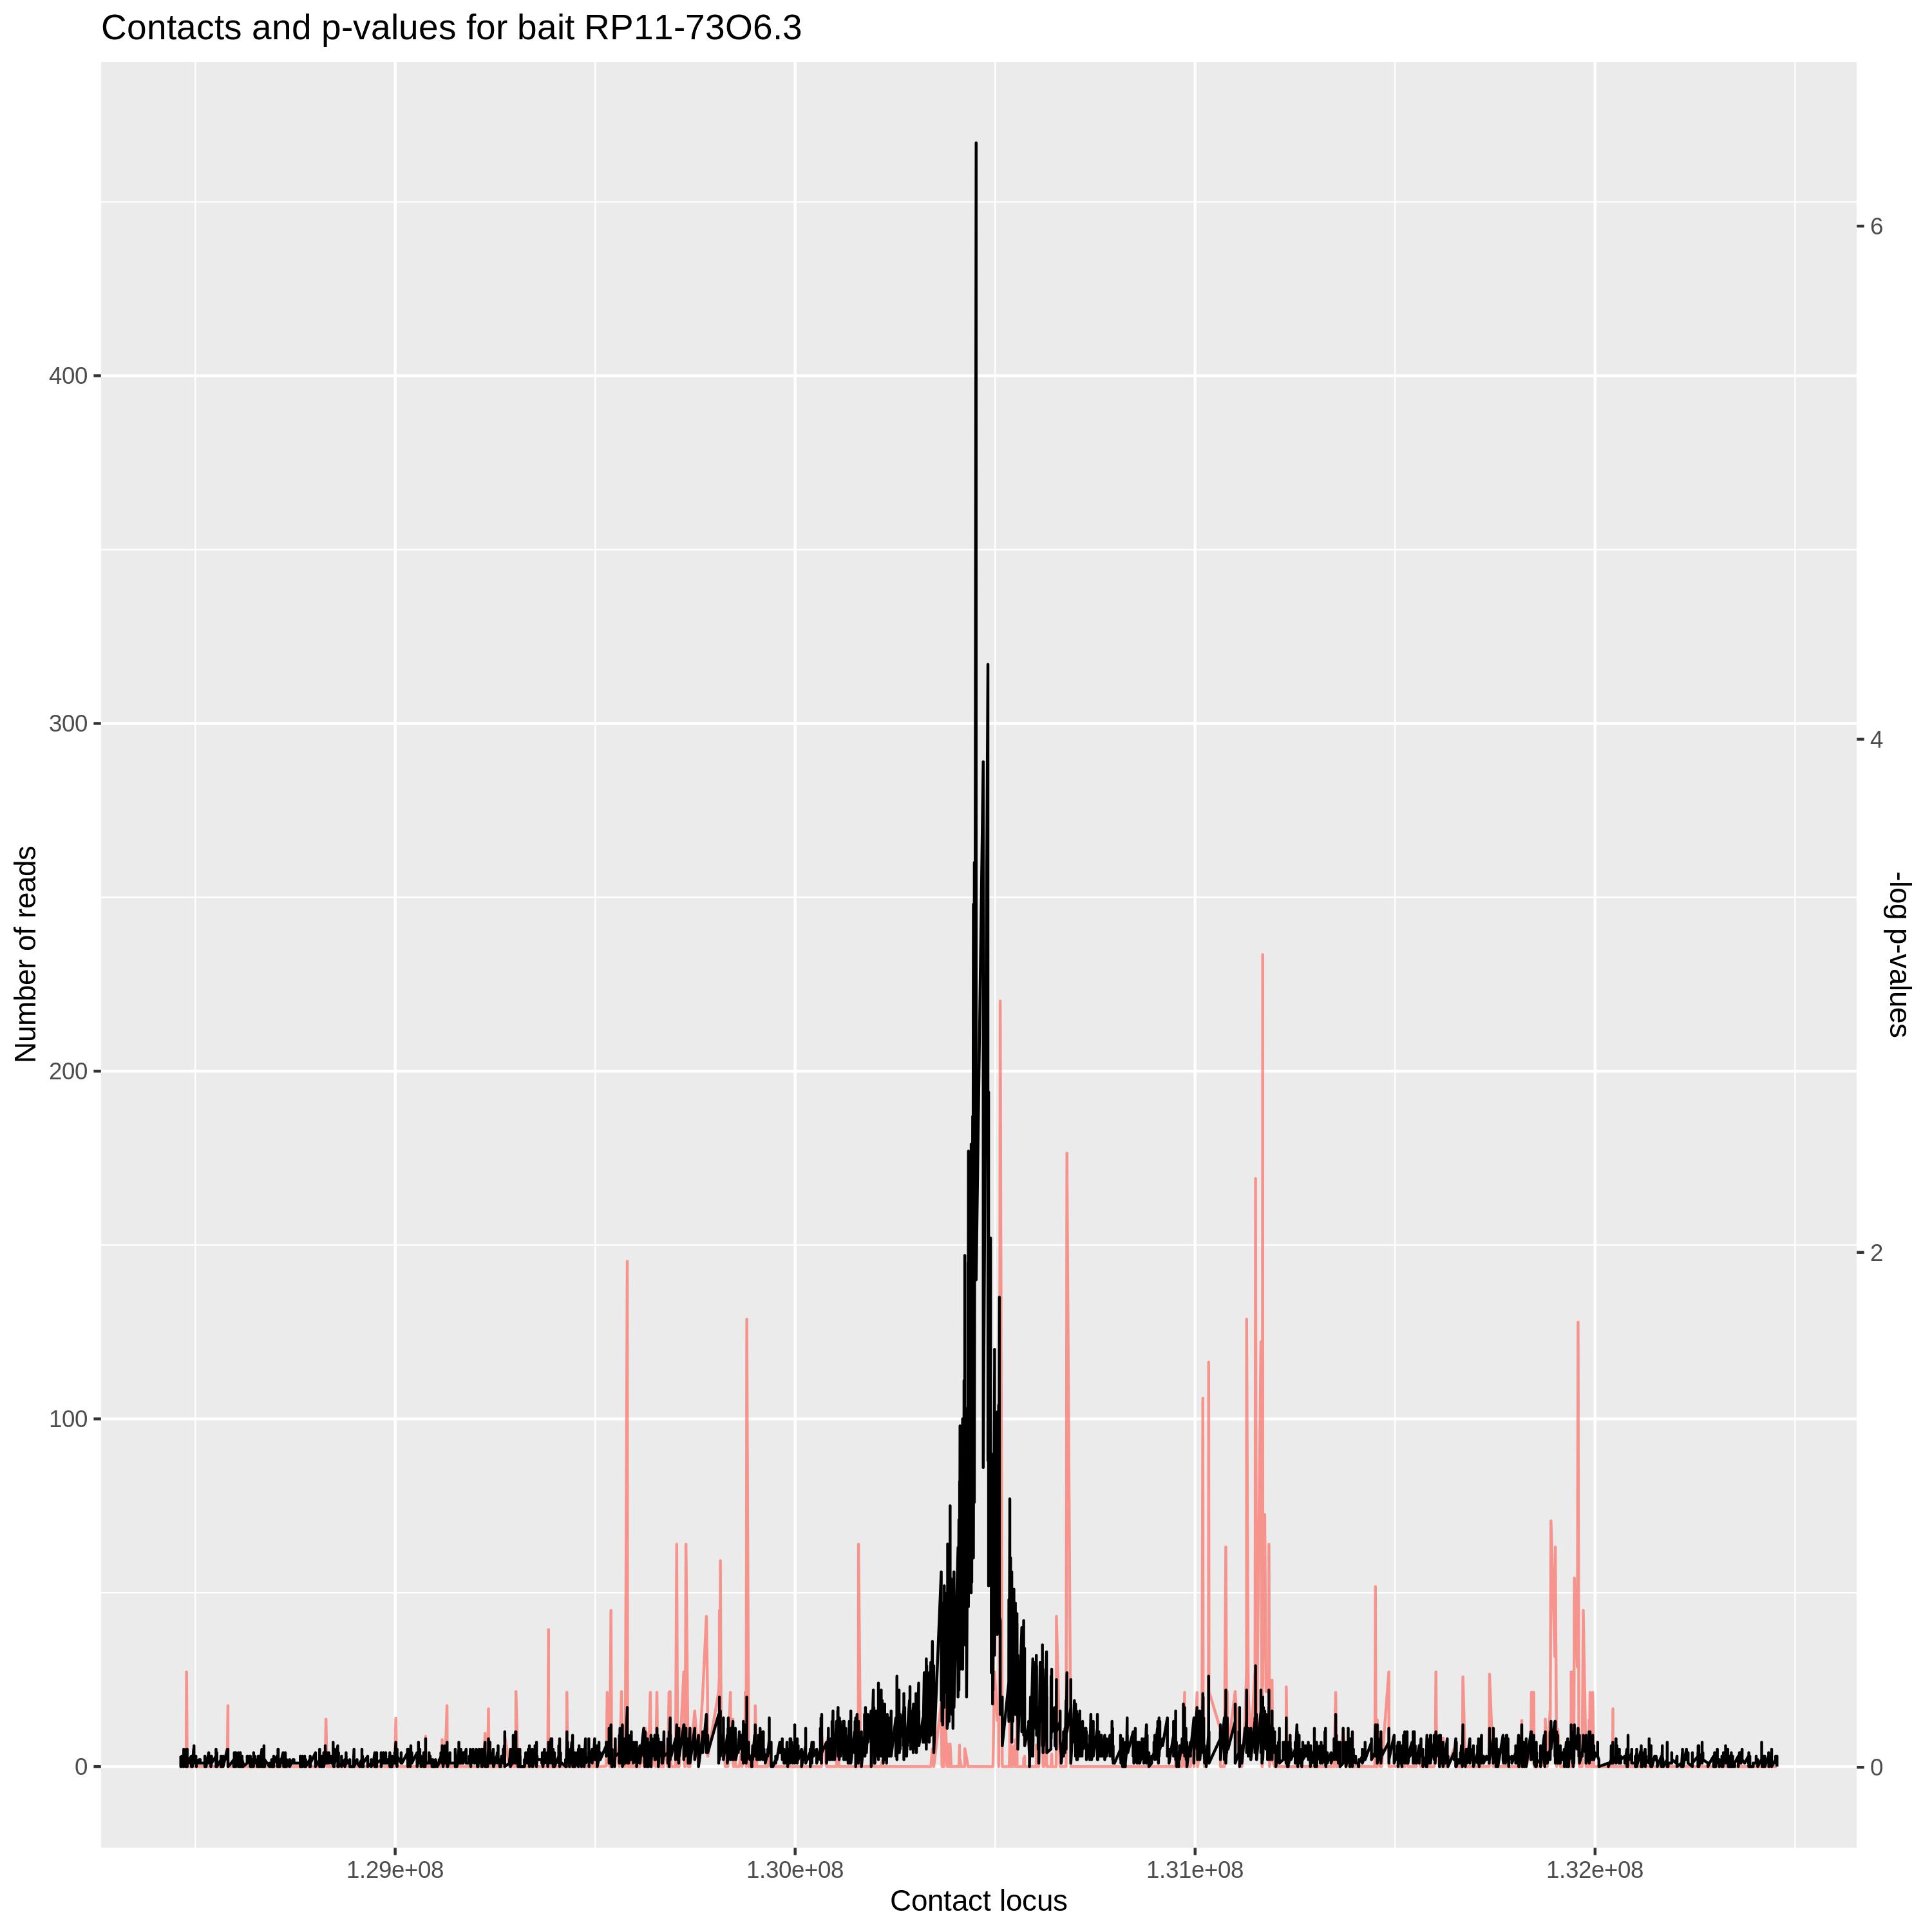 Contacts and p-values for bait RP11-73O6.3
Number of reads
400
300
200
100
0
6
4
2
0
-log p-values
1.29e+08
1.30e+08
1.31e+08
1.32e+08
Contact locus